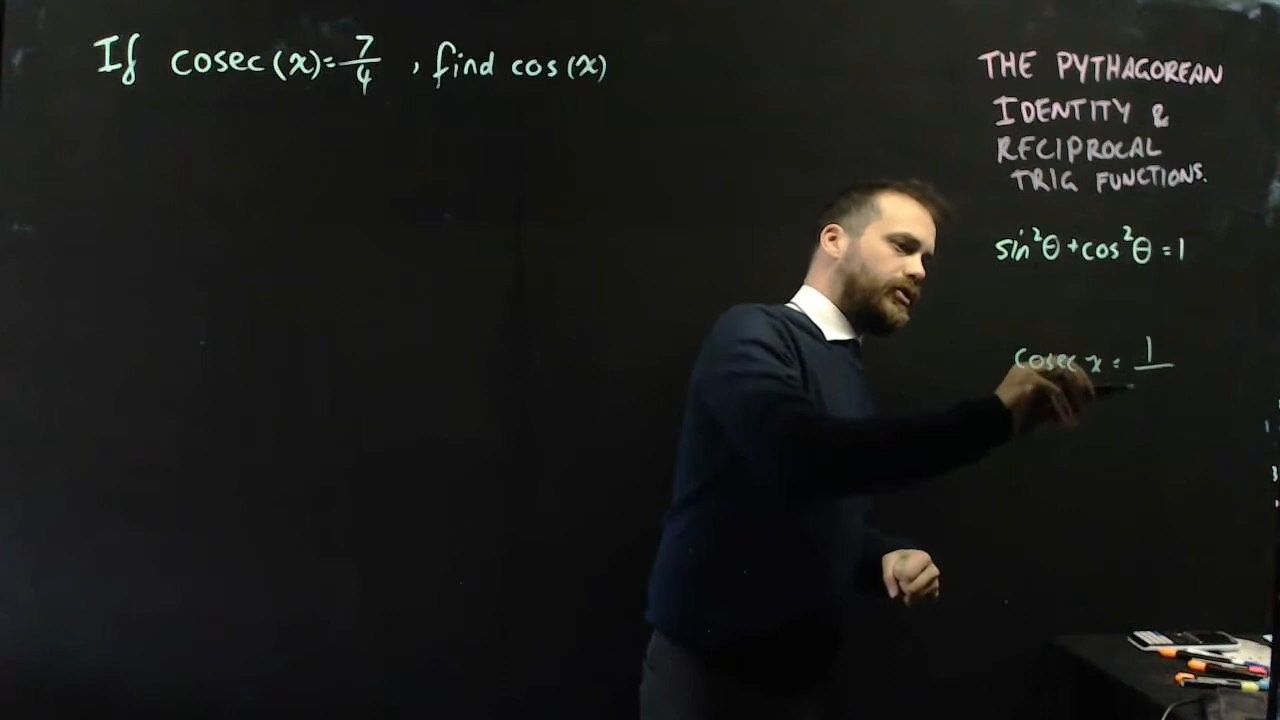 If cosec(x)=7/4, find cos(x)
THE PYTHAGOREAN
IDENTITY &
RECIPROCAL
TRIG FUNCTIONS.
sin²θ+cos²θ=1
cosec x = 1/